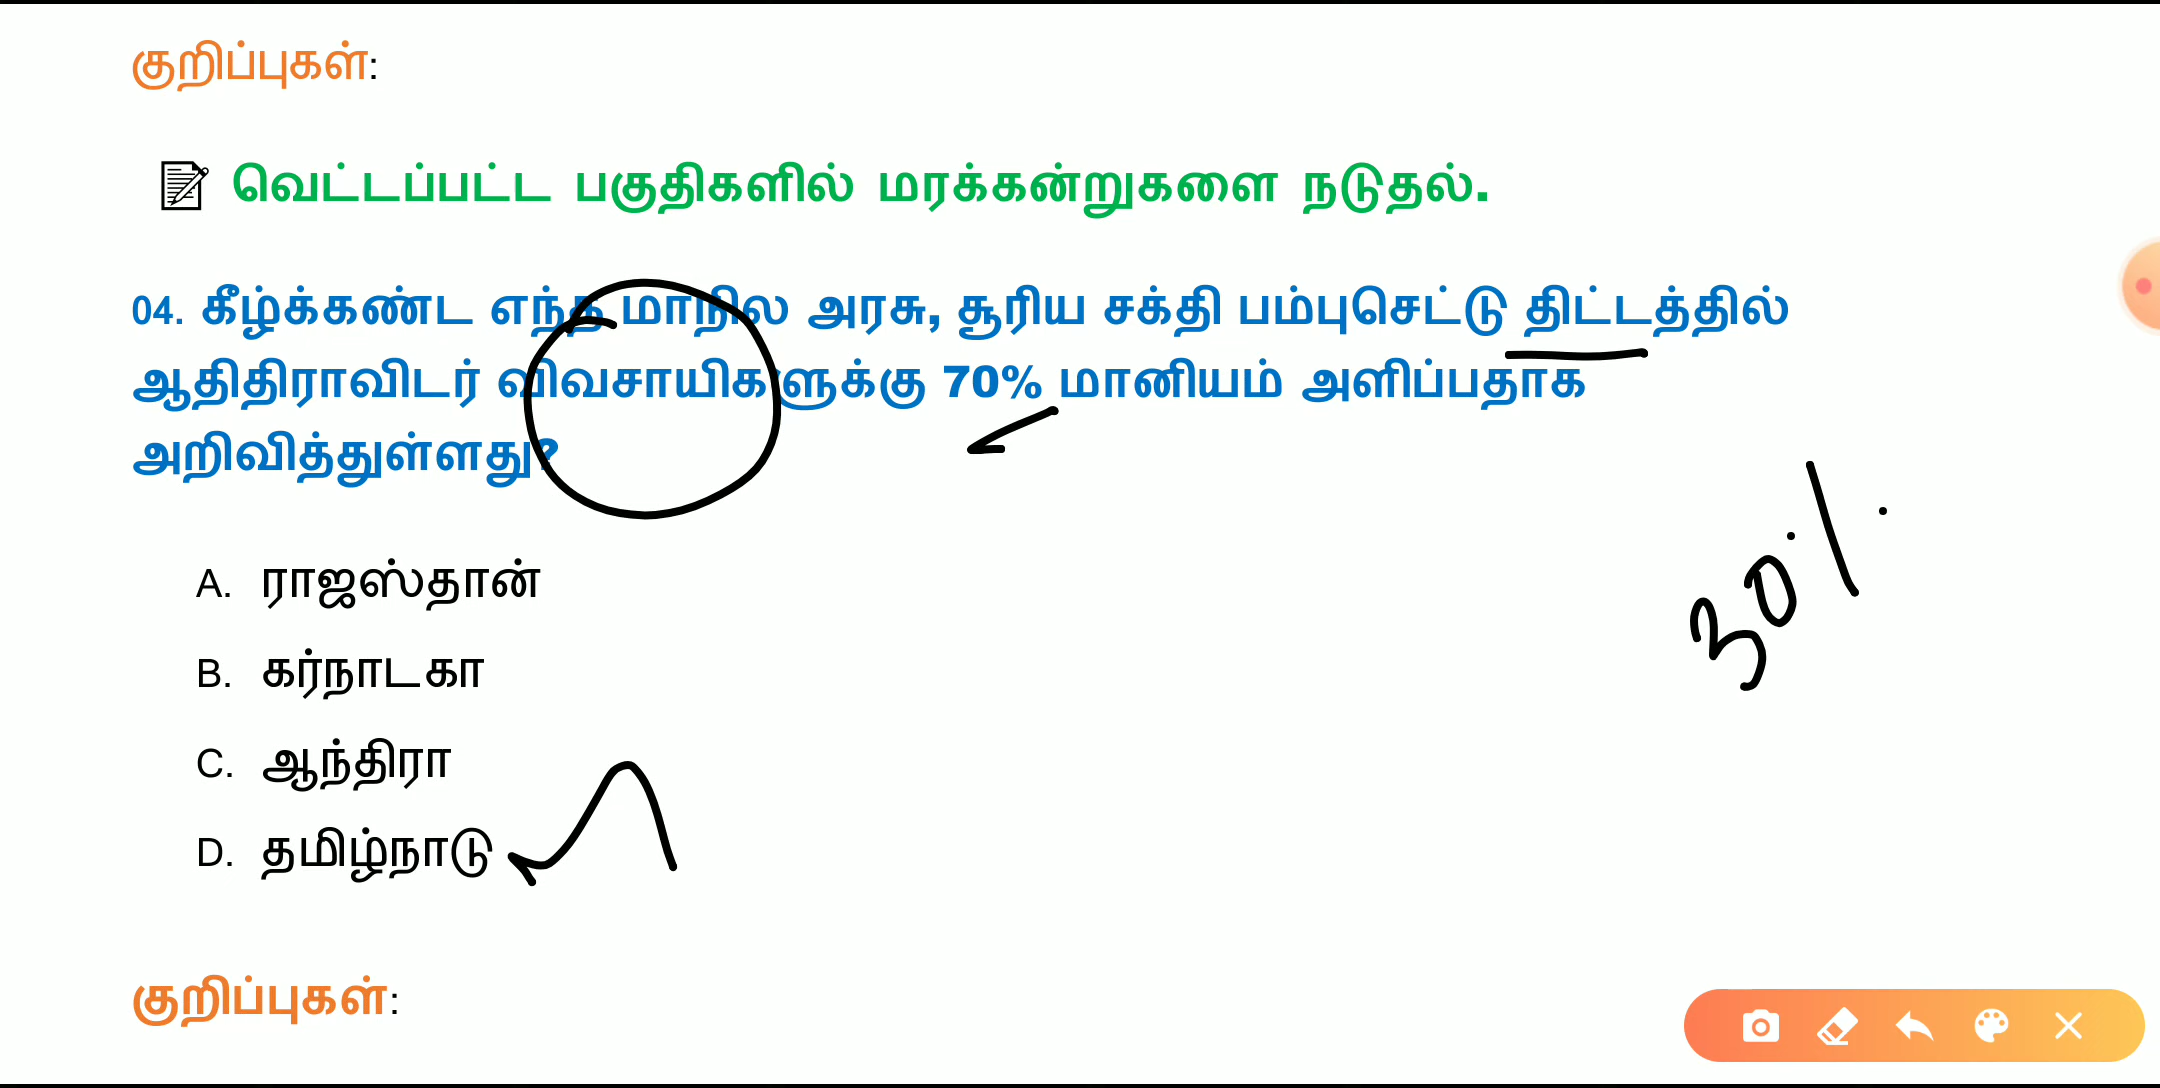 குறிப்புகள்:
வெட்டப்பட்ட பகுதிகளில் மரக்கன்றுகளை நடுதல்.
04. கீழ்க்கண்ட எந்த மாநில அரசு, சூரிய சக்தி பம்புசெட்டு திட்டத்தில்
ஆதிதிராவிடர் விவசாயிகளுக்கு 70% மானியம் அளிப்பதாக
அறிவித்துள்ளது?
30%
A. ராஜஸ்தான்
B. கர்நாடகா
C. ஆந்திரா
D. தமிழ்நாடு
குறிப்புகள்: